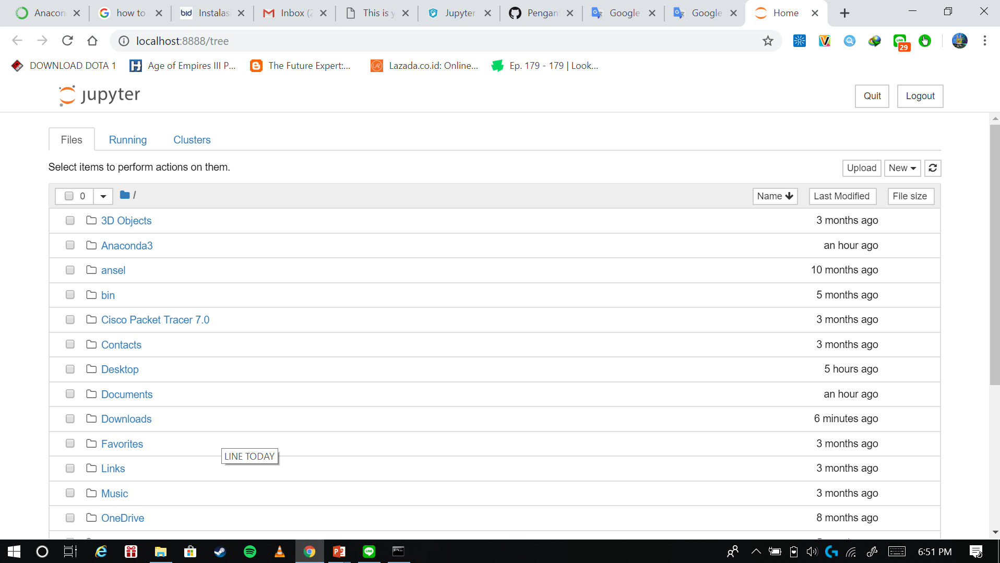 Anacon how to bid Instalas Inbox (2 This is y Jupyter Pengant Google Google Home
localhost:8888/tree
29
DOWNLOAD DOTA 1 Age of Empires III P... The Future Expert:... Lazada.co.id: Online... Ep. 179 - 179 | Look...
jupyter
Quit Logout
Files Running Clusters
Select items to perform actions on them.
Upload New
0 / Name Last Modified File size
3D Objects 3 months ago
Anaconda3 an hour ago
ansel 10 months ago
bin 5 months ago
Cisco Packet Tracer 7.0 3 months ago
Contacts 3 months ago
Desktop 5 hours ago
Documents an hour ago
Downloads 6 minutes ago
Favorites 3 months ago
LINE TODAY
Links 3 months ago
Music 3 months ago
OneDrive 8 months ago
6:51 PM